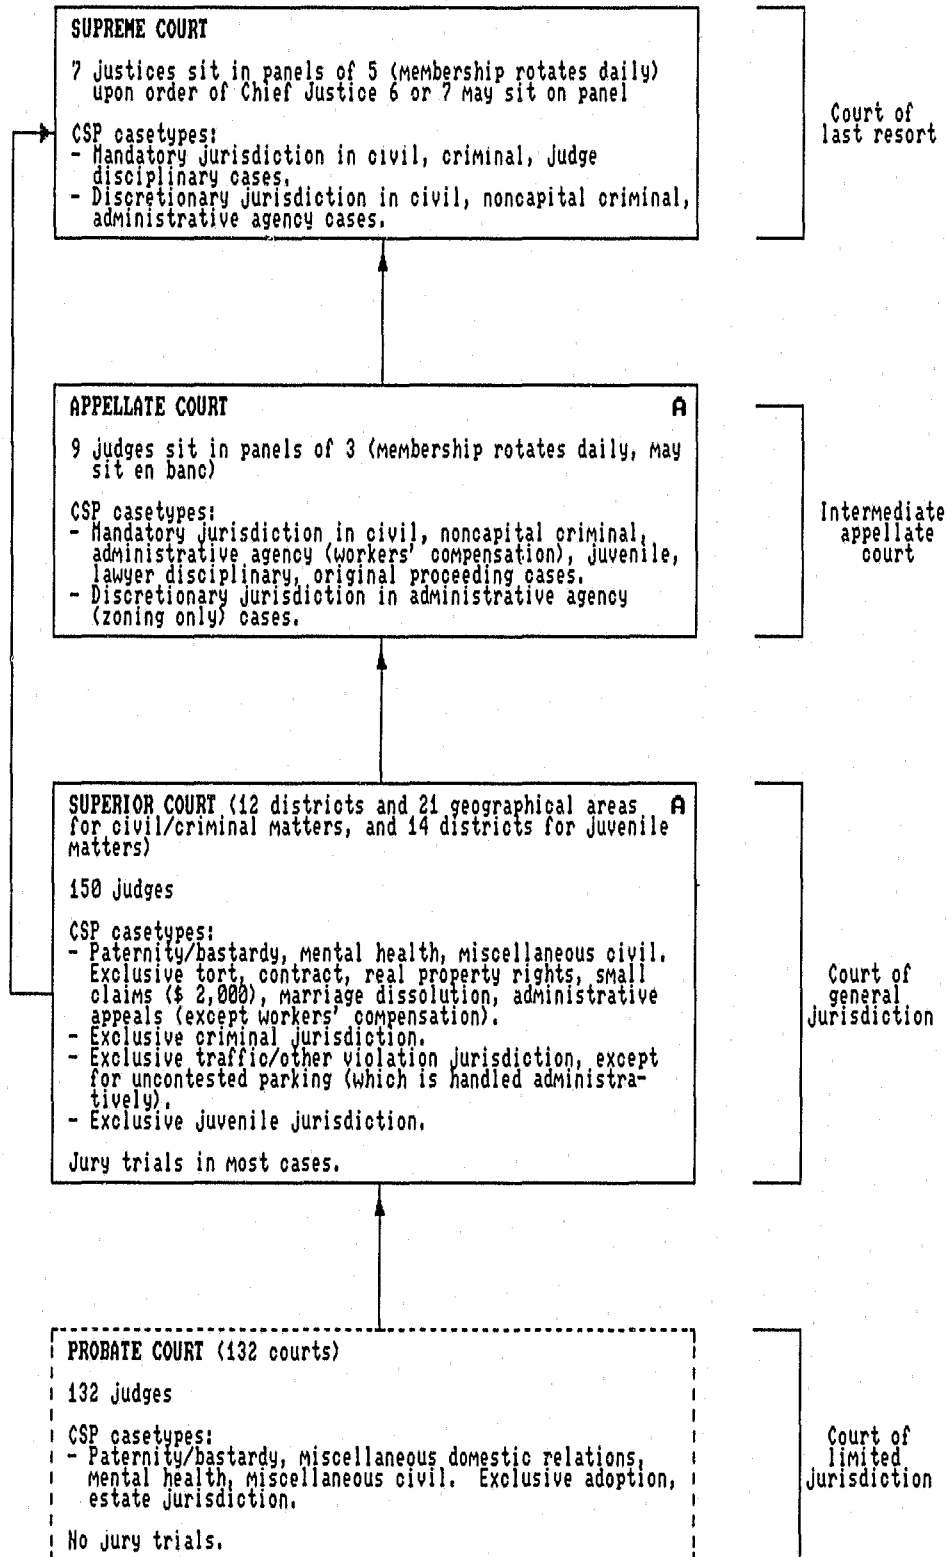 SUPREME COURT
7 justices sit in panels of 5 (membership rotates daily)
upon order of Chief Justice 6 or 7 may sit on panel
CSP casetypes:
- Mandatory jurisdiction in civil, criminal, judge
disciplinary cases.
- Discretionary jurisdiction in civil, noncapital criminal,
administrative agency cases.
Court of
last resort
APPELLATE COURT A
9 judges sit in panels of 3 (membership rotates daily, may
sit en banc)
CSP casetypes:
- Mandatory jurisdiction in civil, noncapital criminal,
administrative agency (workers' compensation), juvenile,
lawyer disciplinary, original proceeding cases.
- Discretionary jurisdiction in administrative agency
(zoning only) cases.
Intermediate
appellate
court
SUPERIOR COURT (12 districts and 21 geographical areas A
for civil/criminal matters, and 14 districts for juvenile
matters)
150 judges
CSP casetypes:
- Paternity/bastardy, mental health, miscellaneous civil.
Exclusive tort, contract, real property rights, small
claims ($ 2,000), marriage dissolution, administrative
appeals (except workers' compensation).
- Exclusive criminal jurisdiction.
- Exclusive traffic/other violation jurisdiction, except
for uncontested parking (which is handled administra-
tively).
- Exclusive juvenile jurisdiction.
Jury trials in most cases.
Court of
general
jurisdiction
PROBATE COURT (132 courts)
132 judges
CSP casetypes:
- Paternity/bastardy, miscellaneous domestic relations,
mental health, miscellaneous civil. Exclusive adoption,
estate jurisdiction.
No jury trials.
Court of
limited
jurisdiction